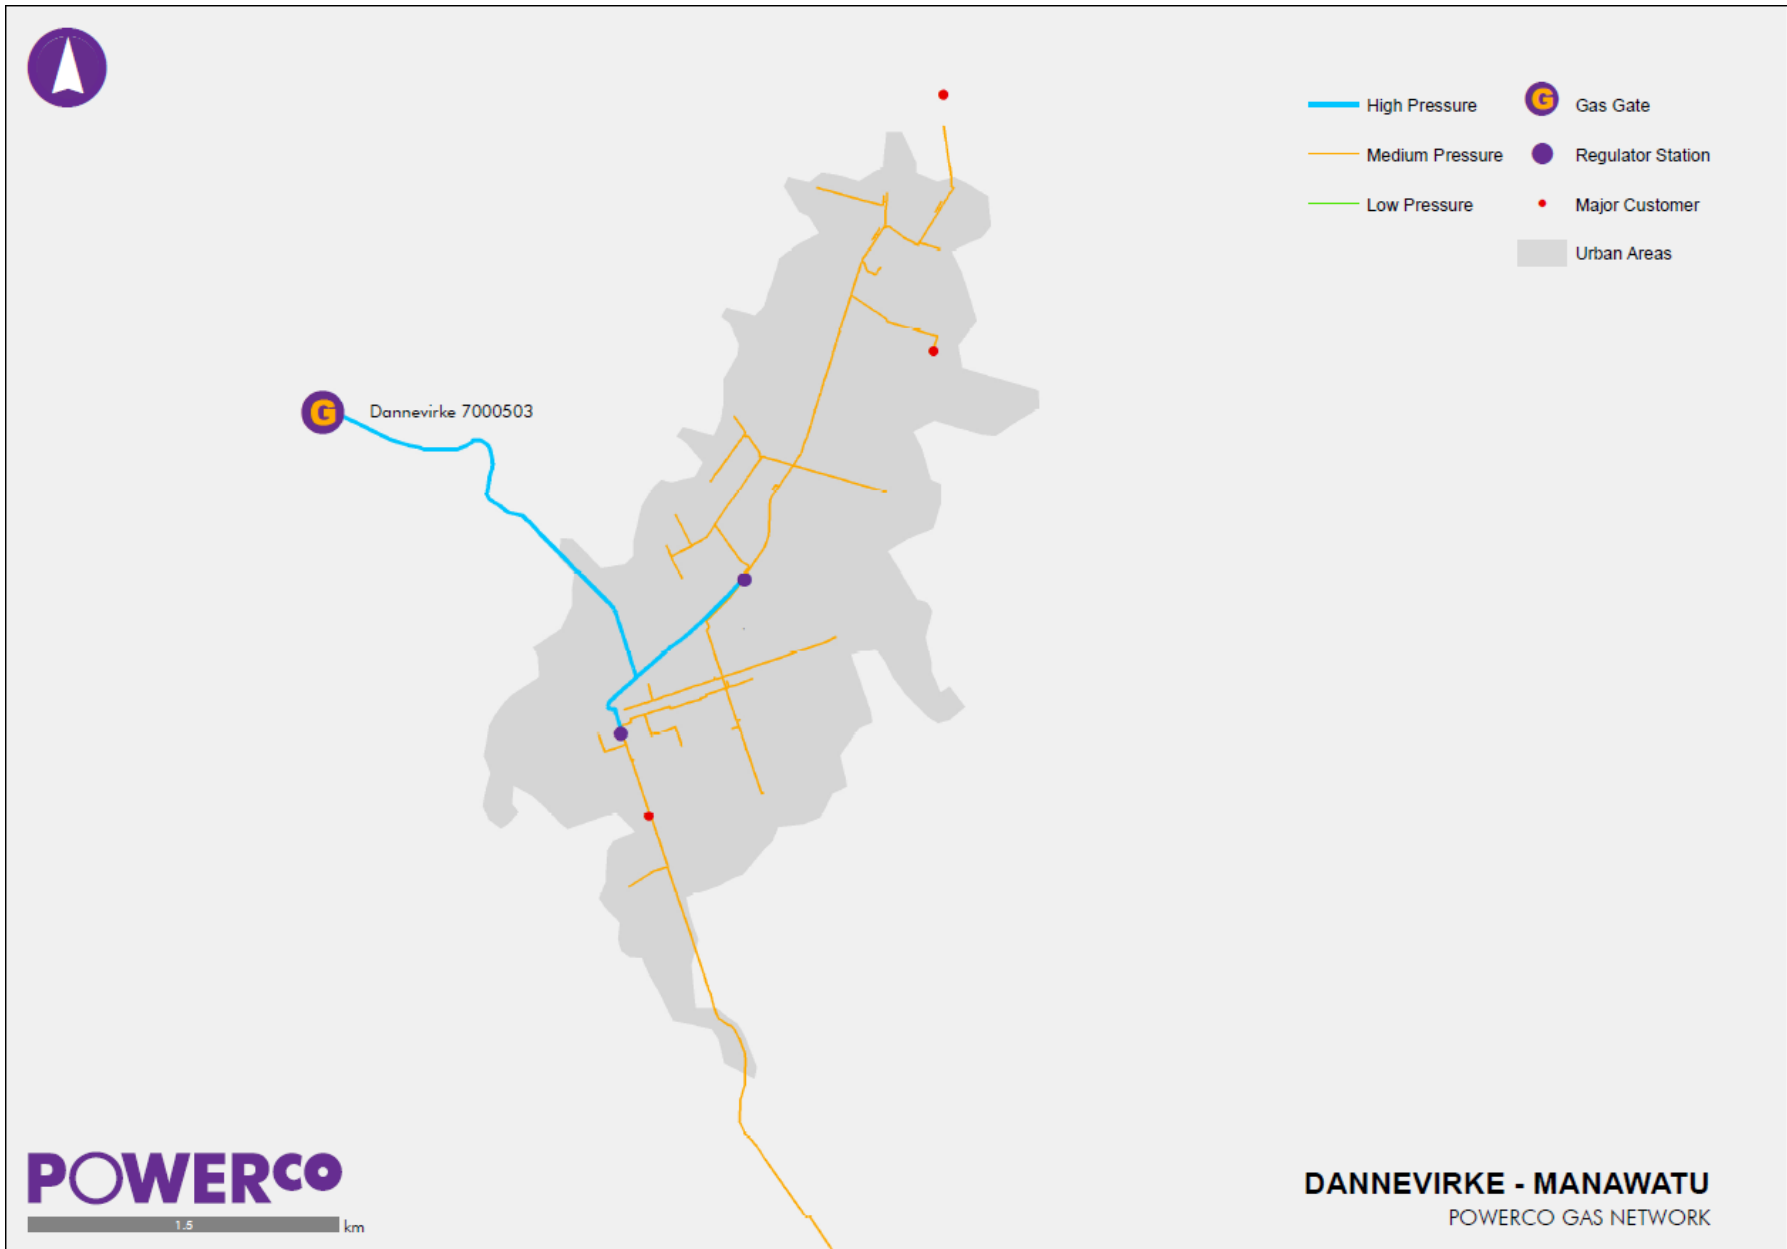 High Pressure
Gas Gate
Medium Pressure
Regulator Station
Low Pressure
Major Customer
Urban Areas
G
G Dannevirke 7000503
POWERCO
1.5 km
DANNEVIRKE - MANAWATU
POWERCO GAS NETWORK